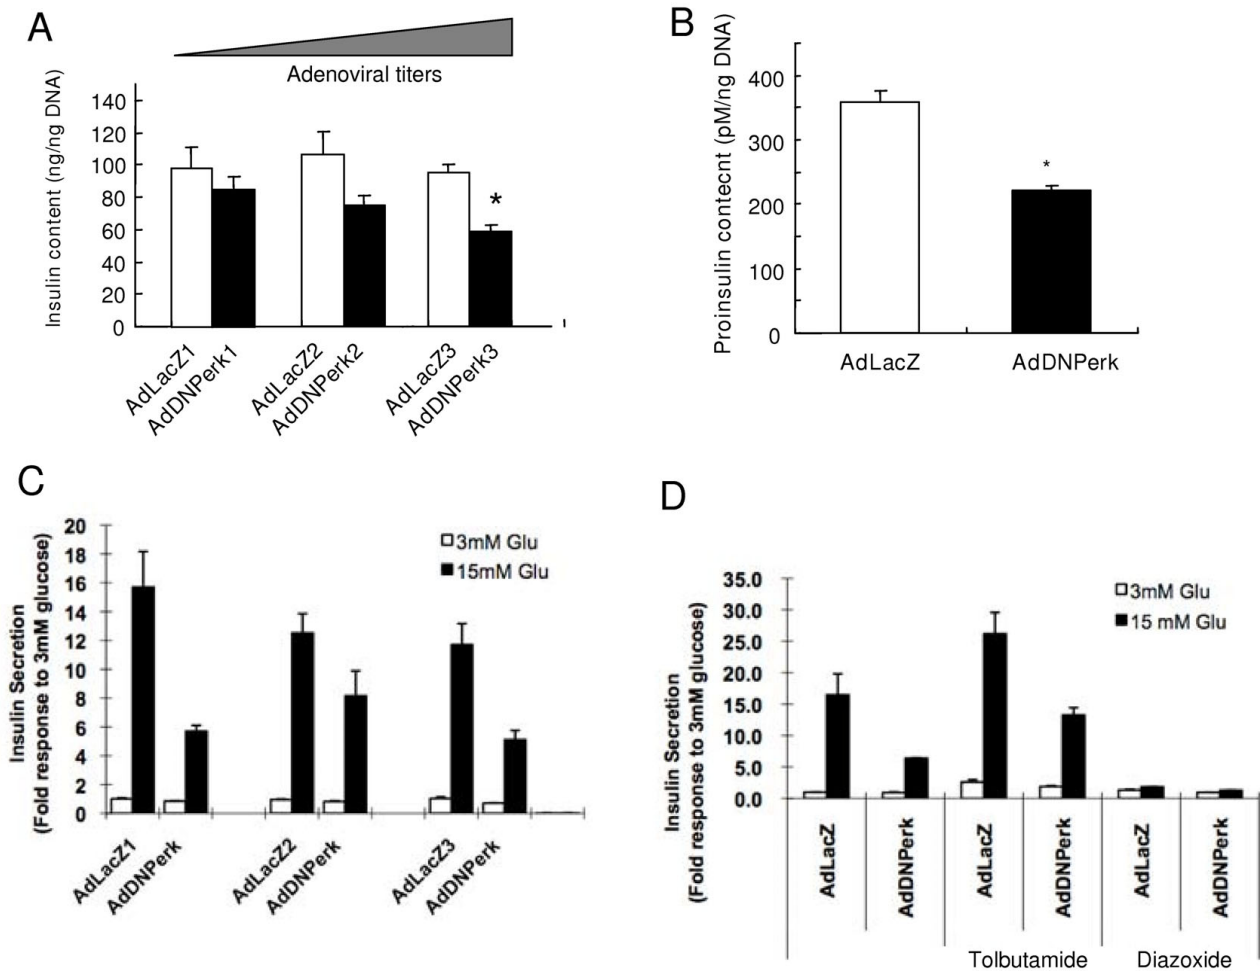 A
Adenoviral titers
Insulin content (ng/ng DNA)
140
120
100
80
60
40
20
0
*
AdLacZ1
AdDNPerk1
AdLacZ2
AdDNPerk2
AdLacZ3
AdDNPerk3
B
Proinsulin contecnt (pM/ng DNA)
400
300
200
100
0
*
AdLacZ
AdDNPerk
C
Insulin Secretion
(Fold response to 3mM glucose)
20
18
16
14
12
10
8
6
4
2
0
3mM Glu
15mM Glu
AdLacZ1
AdDNPerk
AdLacZ2
AdDNPerk
AdLacZ3
AdDNPerk
D
Insulin Secretion
(Fold response to 3mM glucose)
35.0
30.0
25.0
20.0
15.0
10.0
5.0
0.0
3mM Glu
15 mM Glu
AdLacZ
AdDNPerk
AdLacZ
AdDNPerk
AdLacZ
AdDNPerk
Tolbutamide
Diazoxide